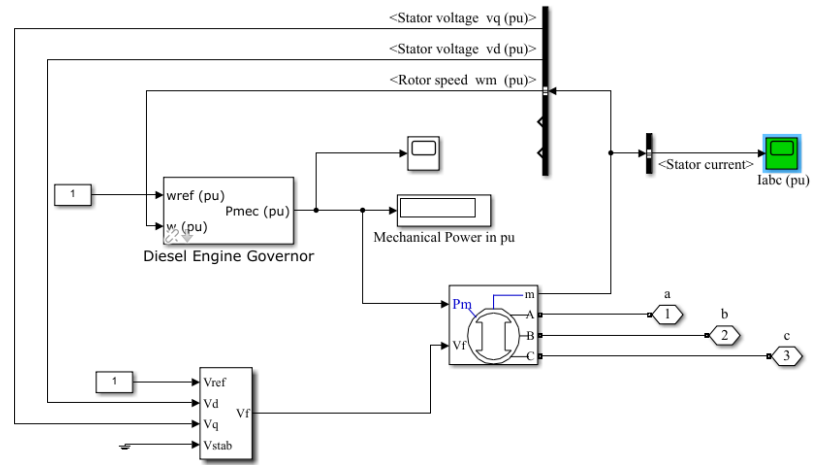 <Stator voltage vq (pu)>
<Stator voltage vd (pu)>
<Rotor speed wm (pu)>
<Stator current>
Iabc (pu)
1
wref (pu)
w (pu)
Pmec (pu)
Diesel Engine Governor
Mechanical Power in pu
Pm
Vf
m
A
B
C
a
1
b
2
c
3
1
Vref
Vd
Vq
Vstab
Vf